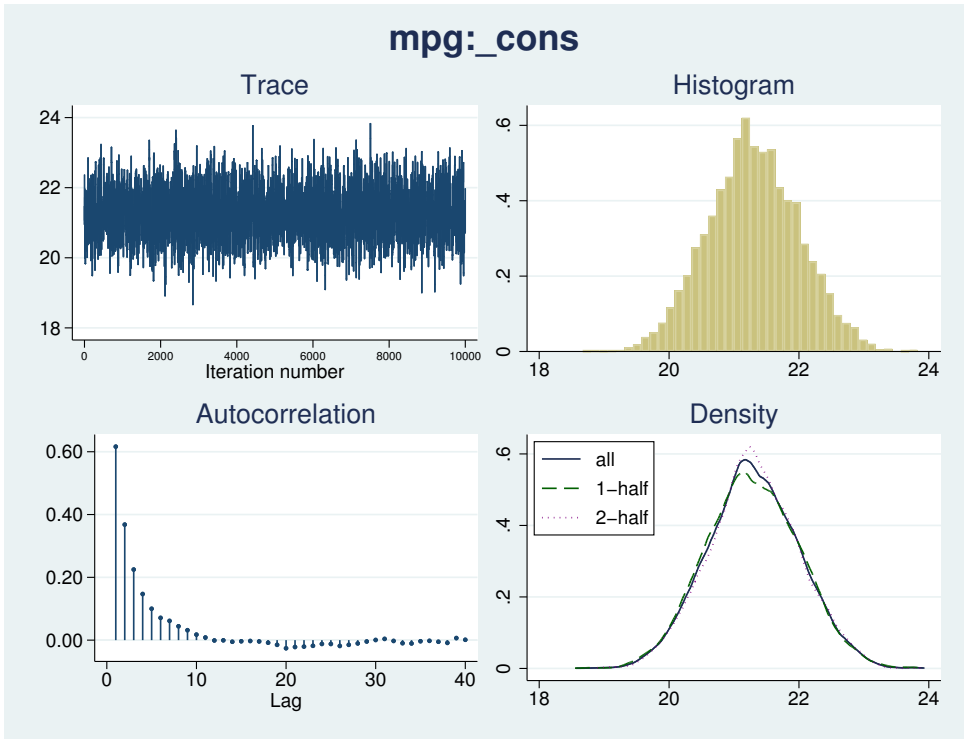 mpg:_cons
Trace
24
22
20
18
0 2000 4000 6000 8000 10000
Iteration number
Histogram
.6
.4
.2
0
18 20 22 24
Autocorrelation
0.60
0.40
0.20
0.00
0 10 20 30 40
Lag
Density
.6
.4
.2
0
all
1−half
2−half
18 20 22 24